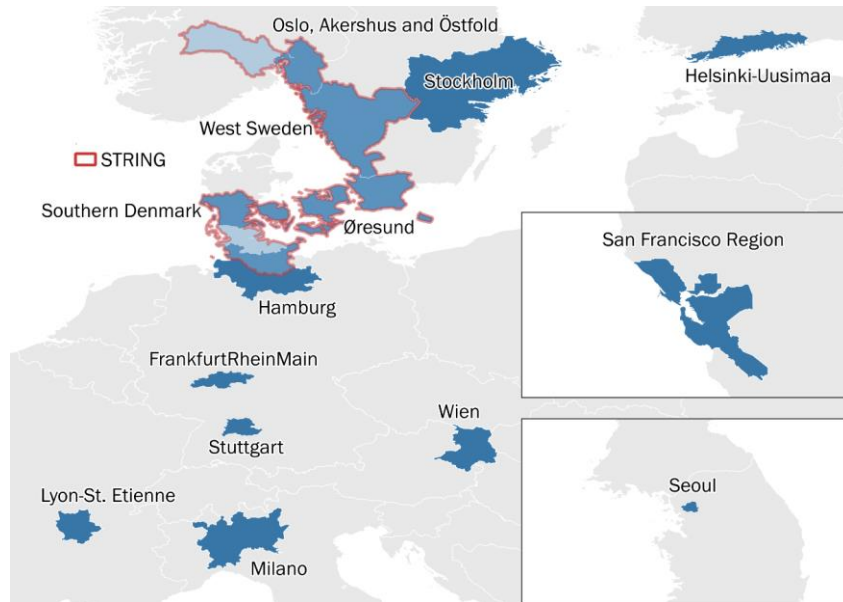 Oslo, Akershus and Östfold
Stockholm
Helsinki-Uusimaa
West Sweden
STRING
Southern Denmark
Øresund
San Francisco Region
Hamburg
FrankfurtRheinMain
Wien
Stuttgart
Lyon-St. Etienne
Seoul
Milano